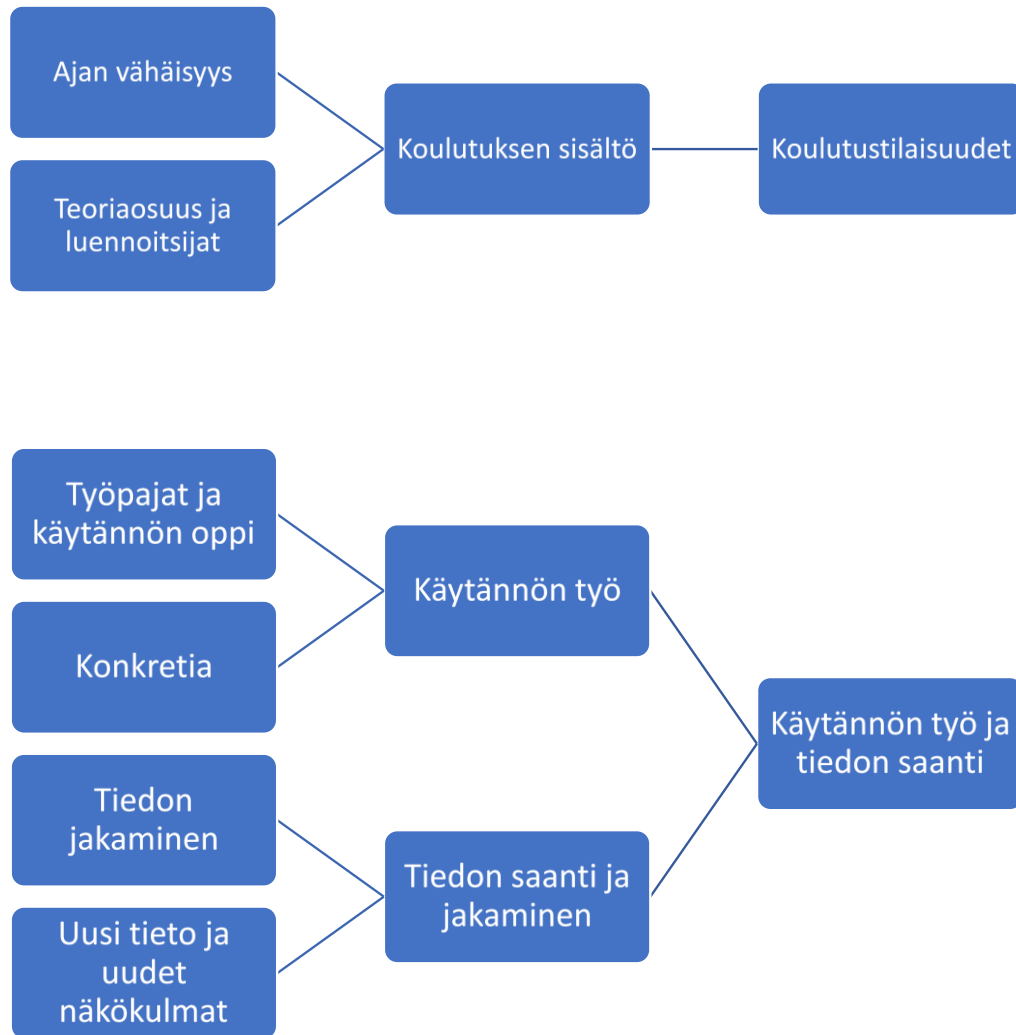 Ajan vähäisyys
Teoriaosuus ja
luennoitsijat
Koulutuksen sisältö
Koulutustilaisuudet
Työpajat ja
käytännön oppi
Konkretia
Käytännön työ
Tiedon
jakaminen
Uusi tieto ja
uudet
näkökulmat
Tiedon saanti ja
jakaminen
Käytännön työ ja
tiedon saanti